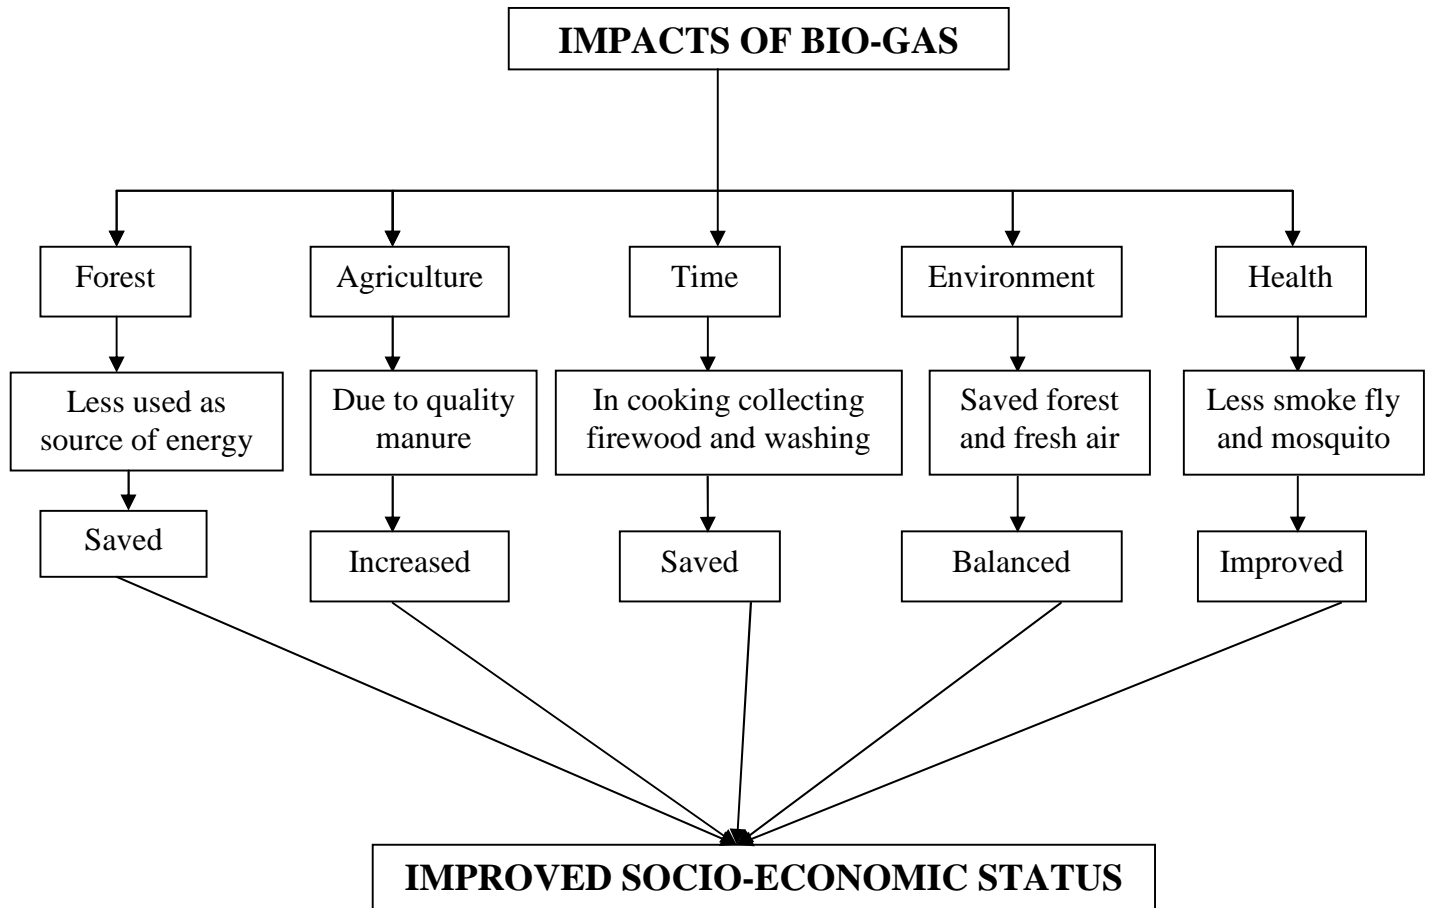 IMPACTS OF BIO-GAS
Forest
Agriculture
Time
Environment
Health
Less used as
source of energy
Due to quality
manure
In cooking collecting
firewood and washing
Saved forest
and fresh air
Less smoke fly
and mosquito
Saved
Increased
Saved
Balanced
Improved
IMPROVED SOCIO-ECONOMIC STATUS